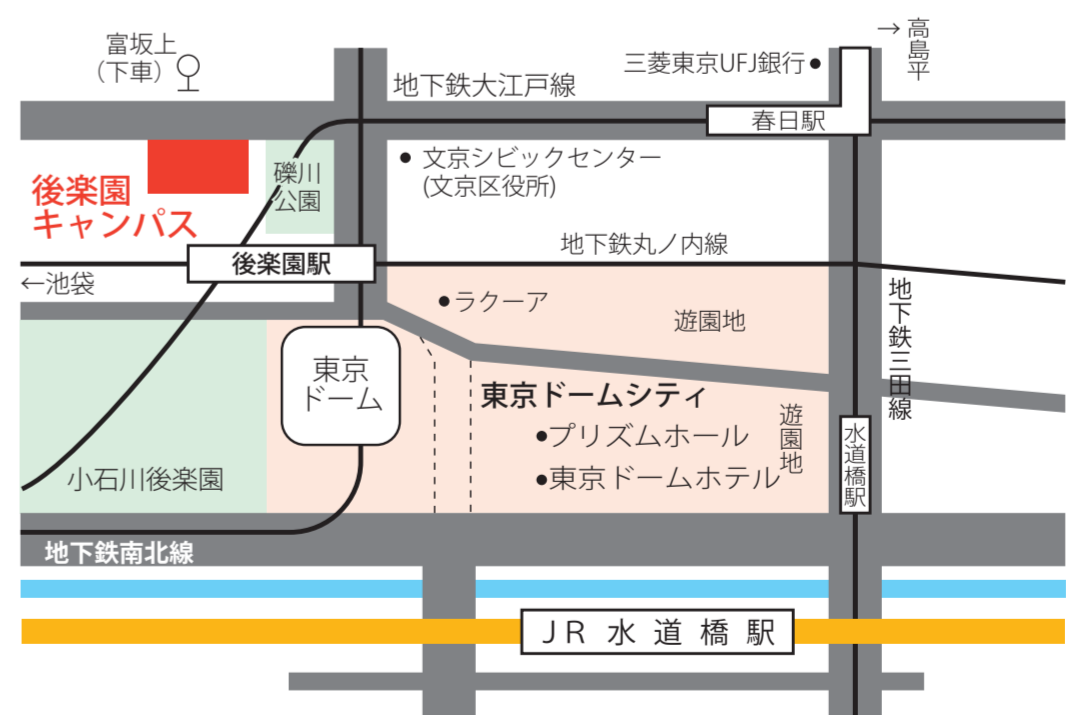 富坂上
（下車）
地下鉄大江戸線
三菱東京UFJ銀行
→高島平
春日駅
後楽園
キャンパス
礫川
公園
文京シビックセンター
(文京区役所)
後楽園駅
地下鉄丸ノ内線
←池袋
ラクーア
遊園地
地下鉄三田線
東京
ドーム
東京ドームシティ
プリズムホール
東京ドームホテル
遊園地
水道橋駅
小石川後楽園
地下鉄南北線
JR 水道橋駅